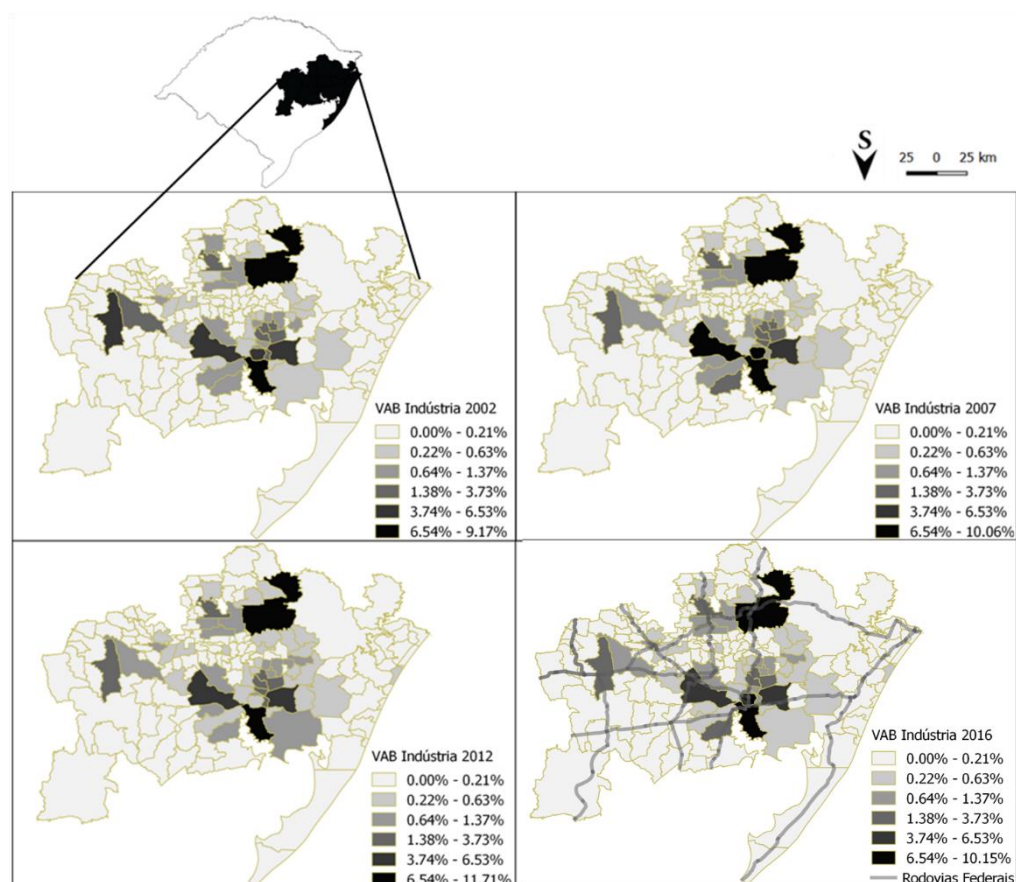 S
25 0 25 km
VAB Indústria 2002
0.00% - 0.21%
0.22% - 0.63%
0.64% - 1.37%
1.38% - 3.73%
3.74% - 6.53%
6.54% - 9.17%
VAB Indústria 2007
0.00% - 0.21%
0.22% - 0.63%
0.64% - 1.37%
1.38% - 3.73%
3.74% - 6.53%
6.54% - 10.06%
VAB Indústria 2012
0.00% - 0.21%
0.22% - 0.63%
0.64% - 1.37%
1.38% - 3.73%
3.74% - 6.53%
6.54% - 11.71%
VAB Indústria 2016
0.00% - 0.21%
0.22% - 0.63%
0.64% - 1.37%
1.38% - 3.73%
3.74% - 6.53%
6.54% - 10.15%
Rodovias Federais